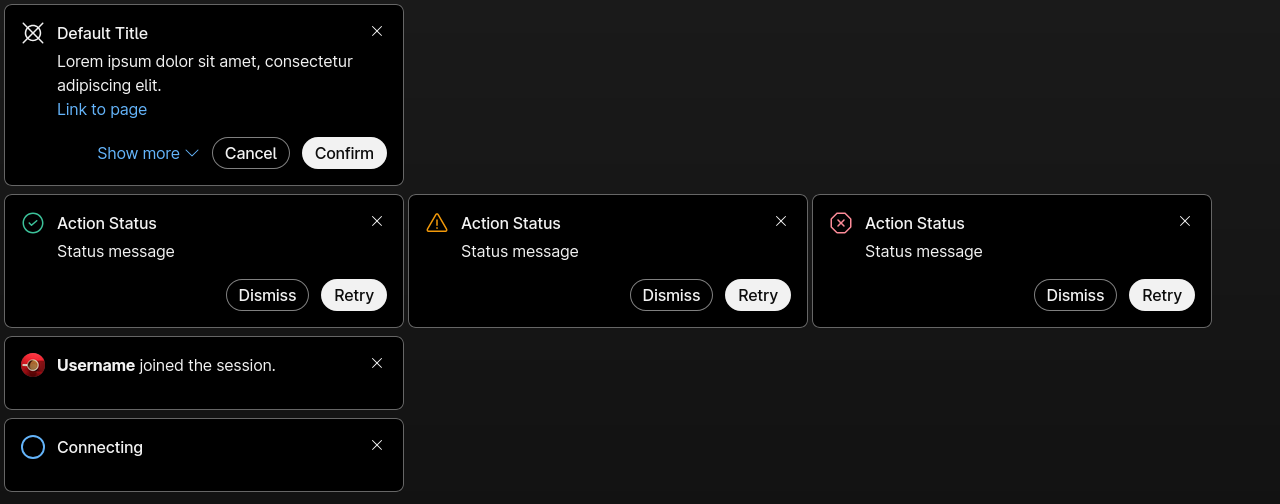 Default Title
Lorem ipsum dolor sit amet, consectetur
adipiscing elit.
Link to page
Show more Cancel Confirm
Action Status
Status message
Dismiss Retry
Action Status
Status message
Dismiss Retry
Action Status
Status message
Dismiss Retry
Username joined the session.
Connecting